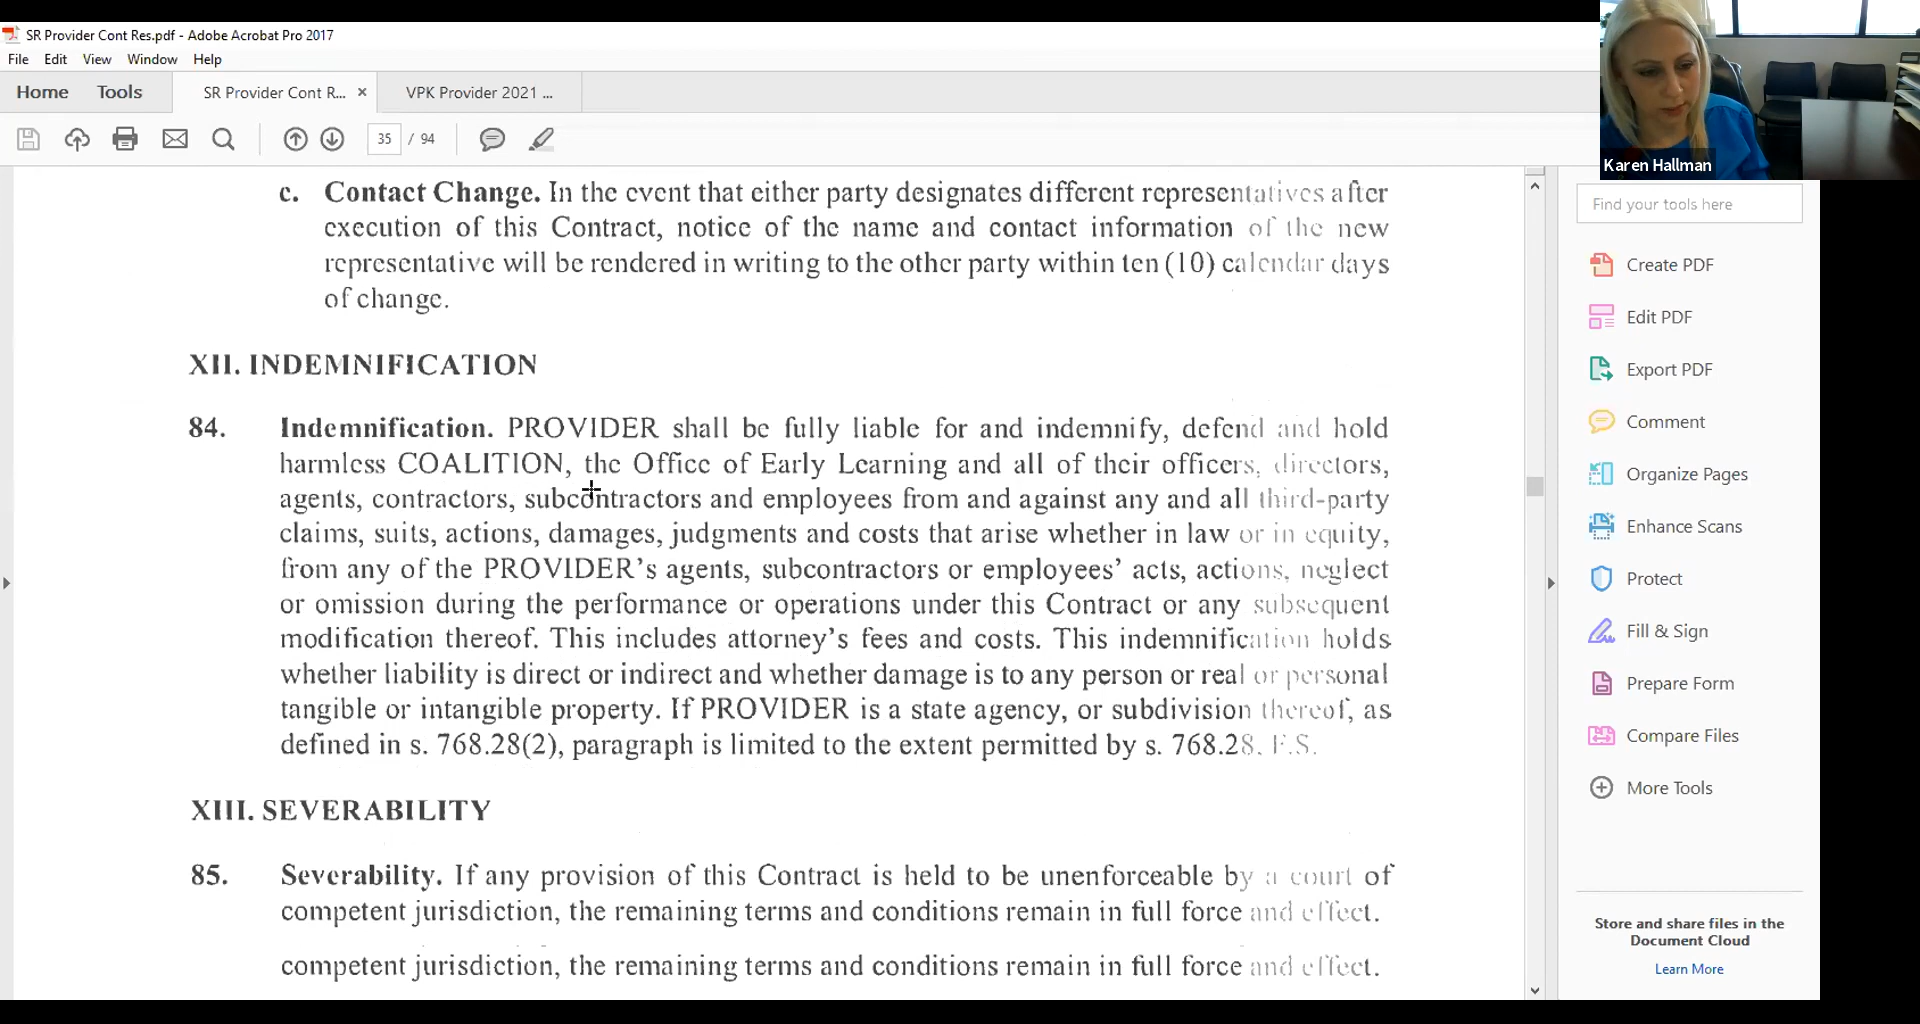 SR Provider Cont Res.pdf - Adobe Acrobat Pro 2017
File Edit View Window Help
Home Tools SR Provider Cont R... × VPK Provider 2021 ...
35 / 94
Karen Hallman
c. Contact Change. In the event that either party designates different representatives after
execution of this Contract, notice of the name and contact information of the new
representative will be rendered in writing to the other party within ten (10) calendar days
of change.
XII. INDEMNIFICATION
84. Indemnification. PROVIDER shall be fully liable for and indemnify, defend and hold
harmless COALITION, the Office of Early Learning and all of their officers, directors,
agents, contractors, subcontractors and employees from and against any and all third-party
claims, suits, actions, damages, judgments and costs that arise whether in law or in equity,
from any of the PROVIDER's agents, subcontractors or employees' acts, actions, neglect
or omission during the performance or operations under this Contract or any subsequent
modification thereof. This includes attorney's fees and costs. This indemnification holds
whether liability is direct or indirect and whether damage is to any person or real or personal
tangible or intangible property. If PROVIDER is a state agency, or subdivision thereof, as
defined in s. 768.28(2), paragraph is limited to the extent permitted by s. 768.28, F.S.
XIII. SEVERABILITY
85. Severability. If any provision of this Contract is held to be unenforceable by a court of
competent jurisdiction, the remaining terms and conditions remain in full force and effect.
competent jurisdiction, the remaining terms and conditions remain in full force and effect.
Find your tools here
Create PDF
Edit PDF
Export PDF
Comment
Organize Pages
Enhance Scans
Protect
Fill & Sign
Prepare Form
Compare Files
More Tools
Store and share files in the
Document Cloud
Learn More